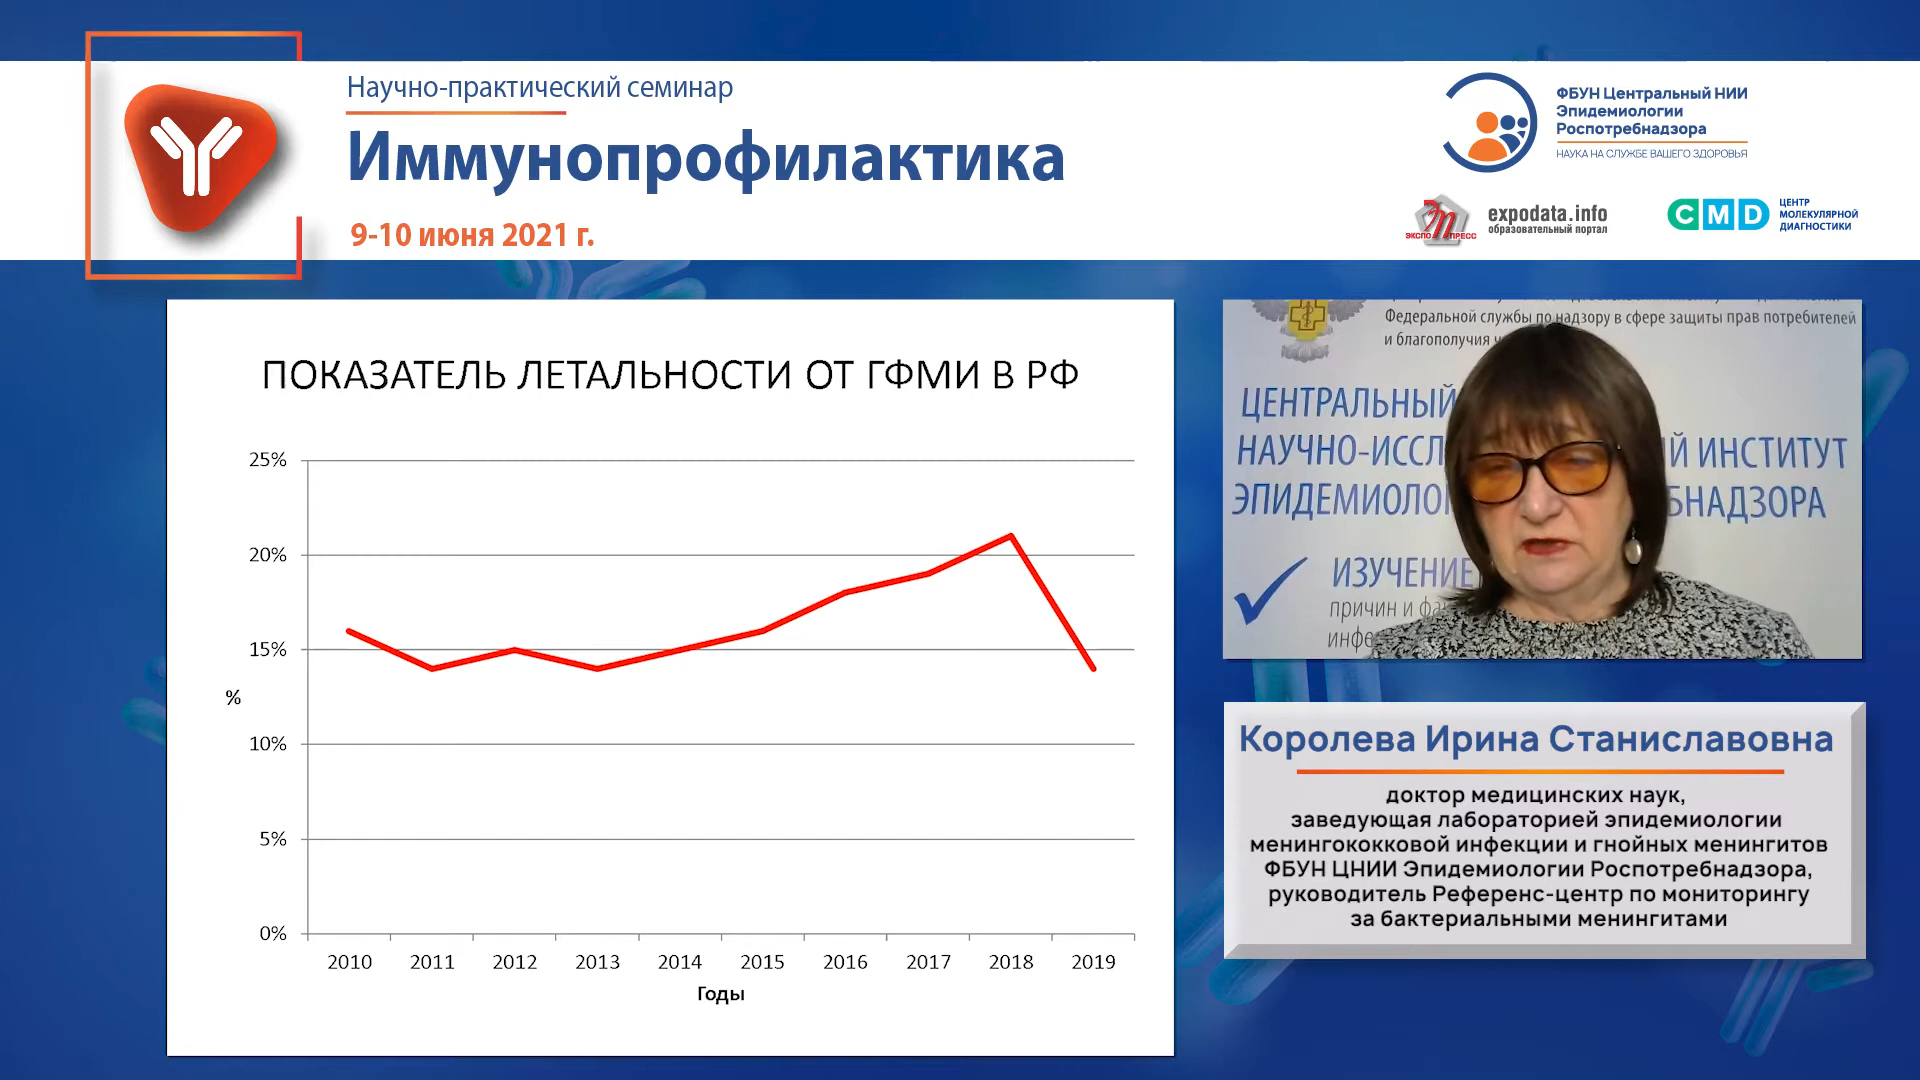 Научно-практический семинар
Иммунопрофилактика
9-10 июня 2021 г.
ФБУН Центральный НИИ
Эпидемиологии
Роспотребнадзора
НАУКА НА СЛУЖБЕ ВАШЕГО ЗДОРОВЬЯ
ЭКСПО ПРЕСС
expodata.info
образовательный портал
CMD
ЦЕНТР
МОЛЕКУЛЯРНОЙ
ДИАГНОСТИКИ
ПОКАЗАТЕЛЬ ЛЕТАЛЬНОСТИ ОТ ГФМИ В РФ
25%
20%
15%
%
10%
5%
0%
2010 2011 2012 2013 2014 2015 2016 2017 2018 2019
Годы
Федеральной службы по надзору в сфере защиты прав потребителей
и благополучия
ЦЕНТРАЛЬНЫЙ
НАУЧНО-ИССЛ ИЙ ИНСТИТУТ
ЭПИДЕМИОЛО БНАДЗОРА
ИЗУЧЕНИЕ
причин и фа
инфе
Королева Ирина Станиславовна
доктор медицинских наук,
заведующая лабораторией эпидемиологии
менингококковой инфекции и гнойных менингитов
ФБУН ЦНИИ Эпидемиологии Роспотребнадзора,
руководитель Референс-центр по мониторингу
за бактериальными менингитами